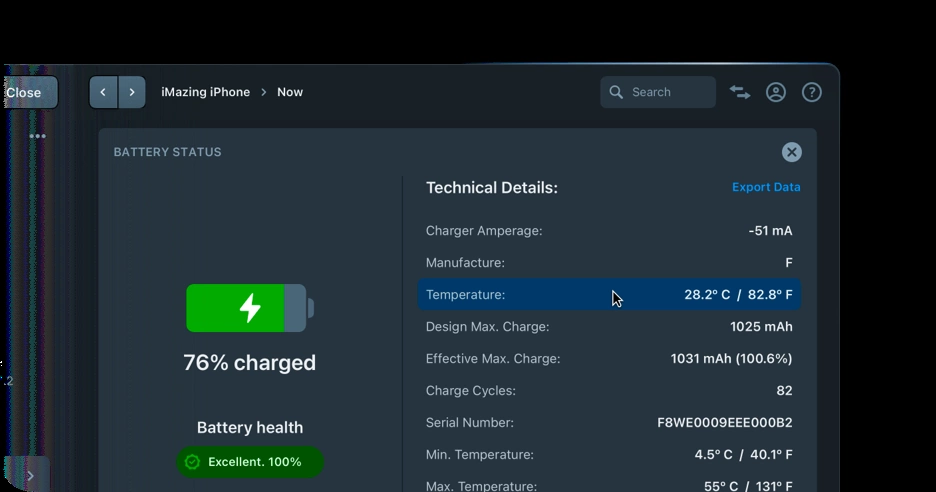 Close
iMazing iPhone > Now
Search
BATTERY STATUS
Technical Details:
Export Data
Charger Amperage: -51 mA
Manufacture: F
Temperature: 28.2° C / 82.8° F
Design Max. Charge: 1025 mAh
Effective Max. Charge: 1031 mAh (100.6%)
Charge Cycles: 82
Serial Number: F8WE0009EEE000B2
Min. Temperature: 4.5° C / 40.1° F
Max. Temperature: 55° C / 131° F
76% charged
Battery health
Excellent. 100%